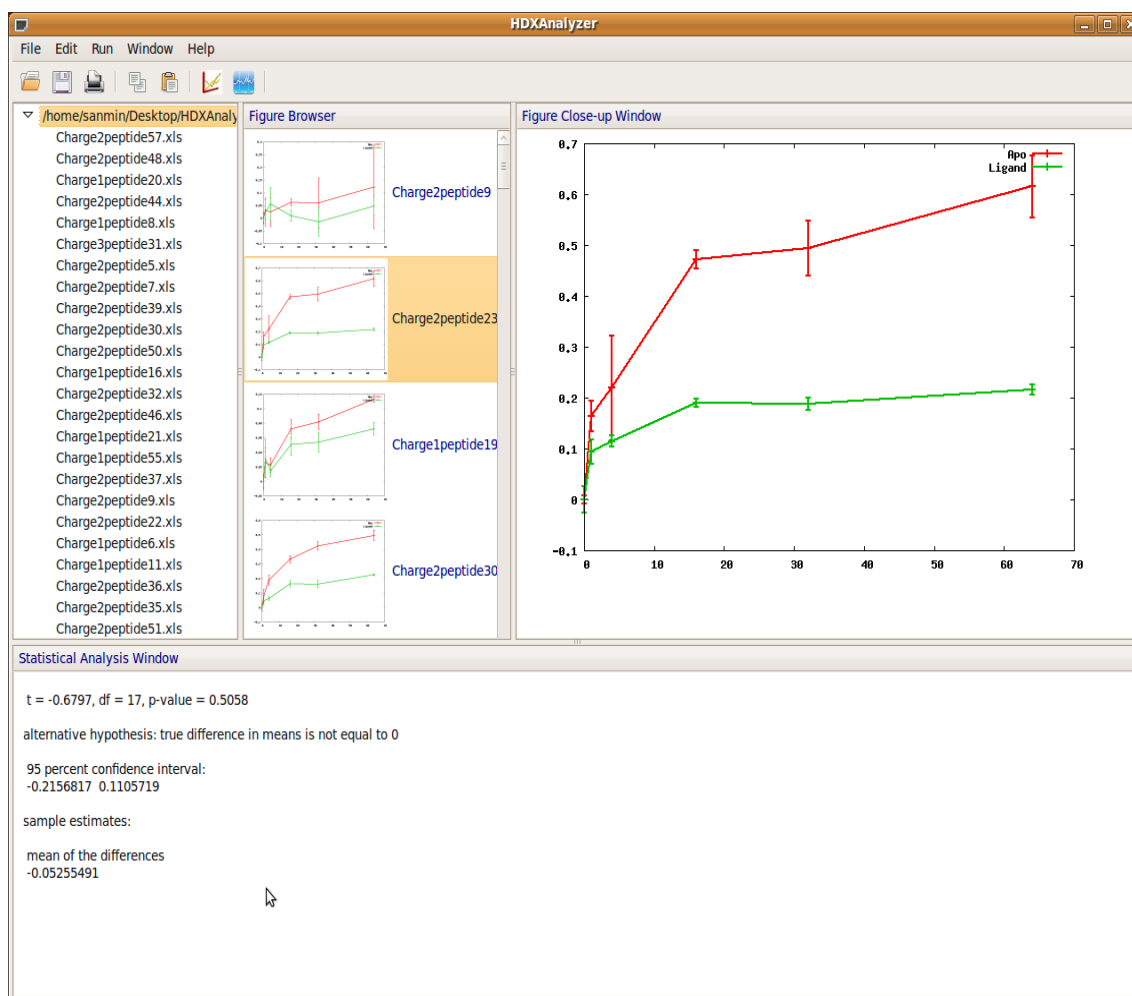 HDXAnalyzer
File Edit Run Window Help
/home/sanmin/Desktop/HDXAnaly
Charge2peptide57.xls
Charge2peptide48.xls
Charge1peptide20.xls
Charge2peptide44.xls
Charge1peptide8.xls
Charge3peptide31.xls
Charge2peptide5.xls
Charge2peptide7.xls
Charge2peptide39.xls
Charge2peptide30.xls
Charge2peptide50.xls
Charge1peptide16.xls
Charge2peptide32.xls
Charge2peptide46.xls
Charge1peptide21.xls
Charge1peptide55.xls
Charge2peptide37.xls
Charge2peptide9.xls
Charge2peptide22.xls
Charge1peptide6.xls
Charge1peptide11.xls
Charge2peptide36.xls
Charge2peptide35.xls
Charge2peptide51.xls
Figure Browser
Charge2peptide9
Charge2peptide23
Charge1peptide19
Charge2peptide30
Figure Close-up Window
0.7
0.6
0.5
0.4
0.3
0.2
0.1
0
-0.1
0 10 20 30 40 50 60 70
Apo
Ligand
Statistical Analysis Window
t = -0.6797, df = 17, p-value = 0.5058
alternative hypothesis: true difference in means is not equal to 0
95 percent confidence interval:
-0.2156817 0.1105719
sample estimates:
mean of the differences
-0.05255491